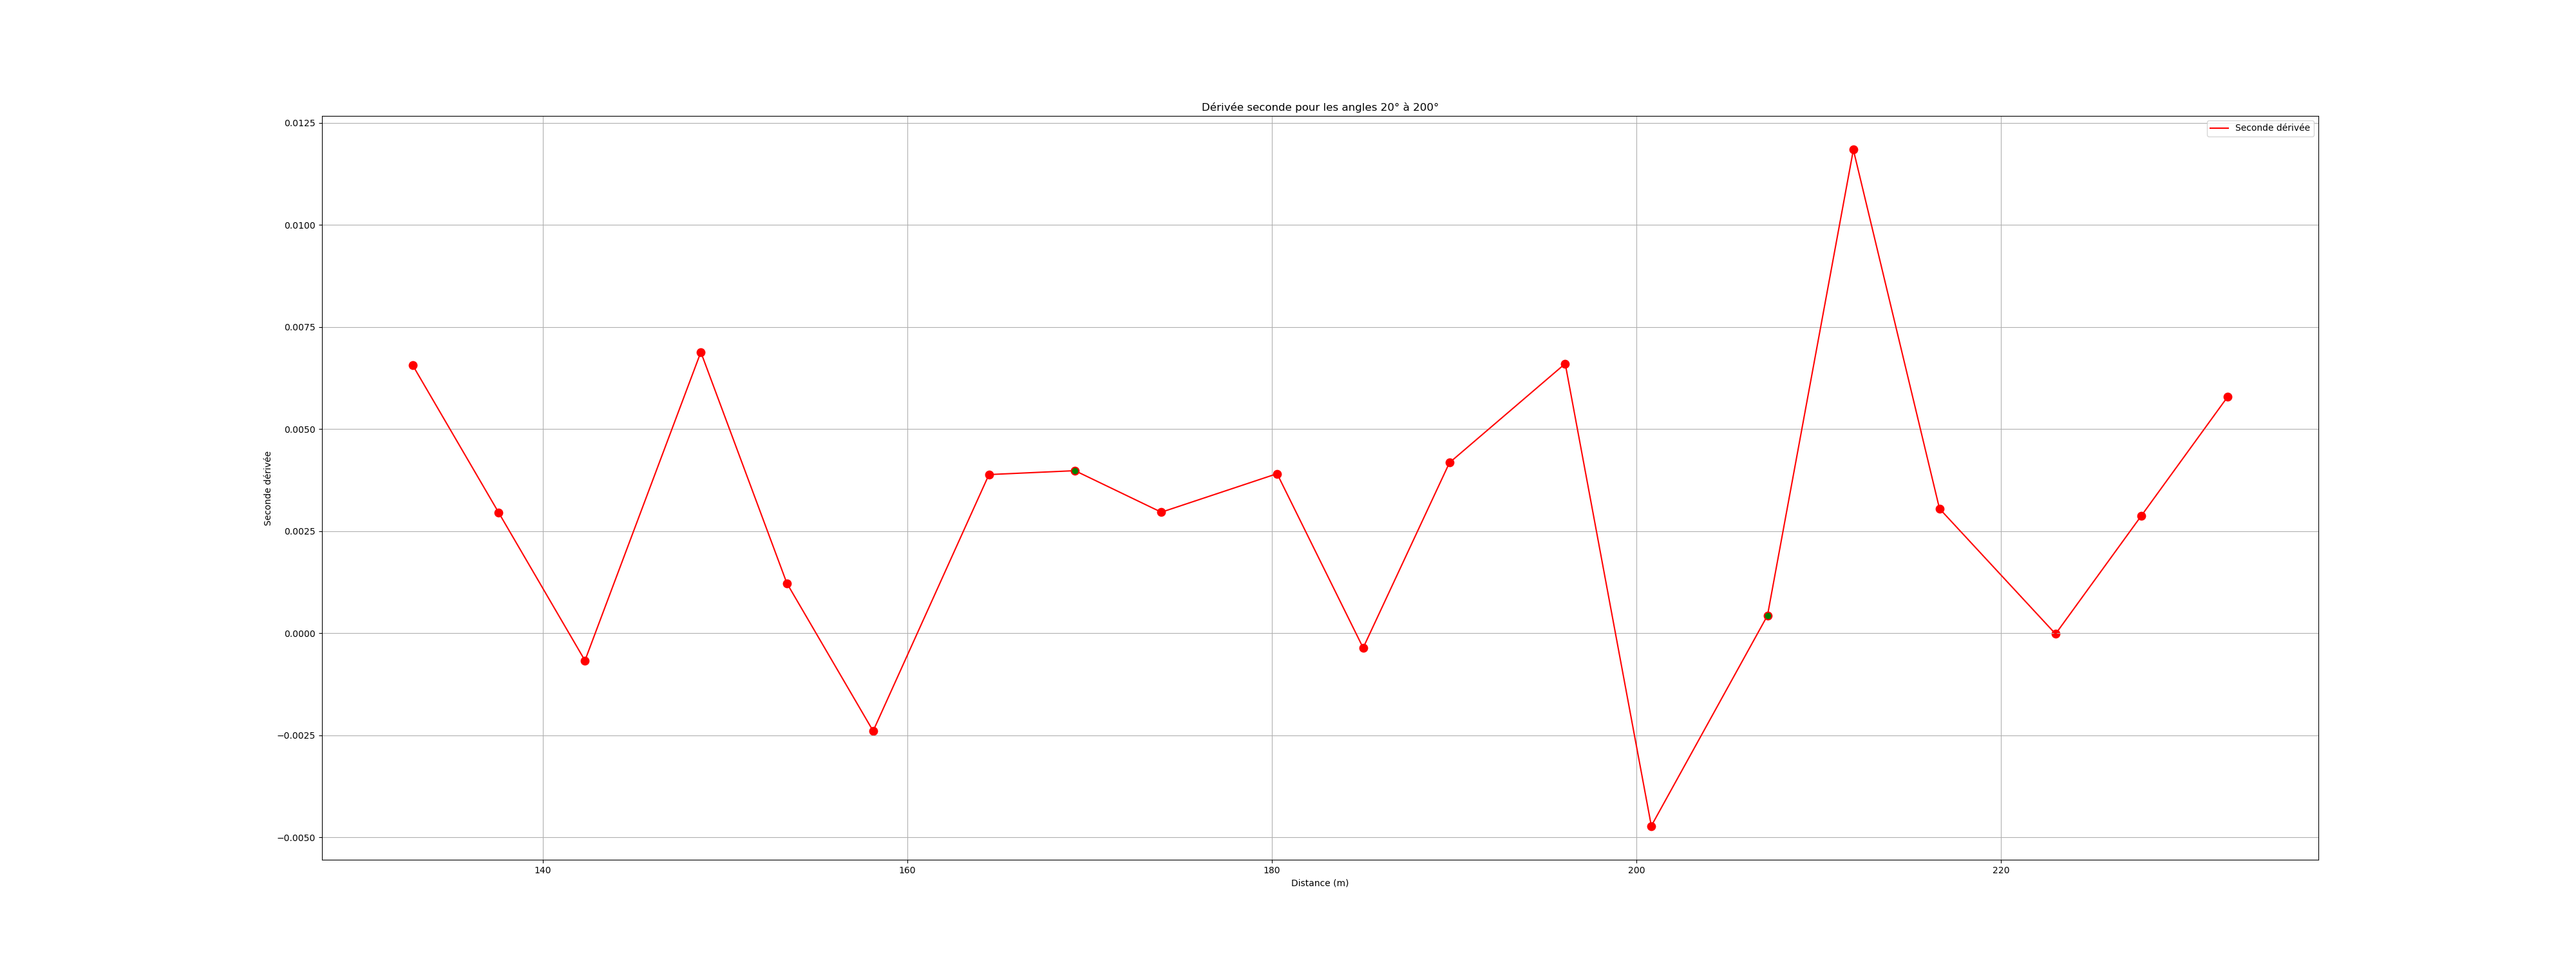 Dérivée seconde pour les angles 20° à 200°
Seconde dérivée
0.0125
0.0100
0.0075
0.0050
0.0025
0.0000
−0.0025
−0.0050
Seconde dérivée
140 160 180 200 220
Distance (m)